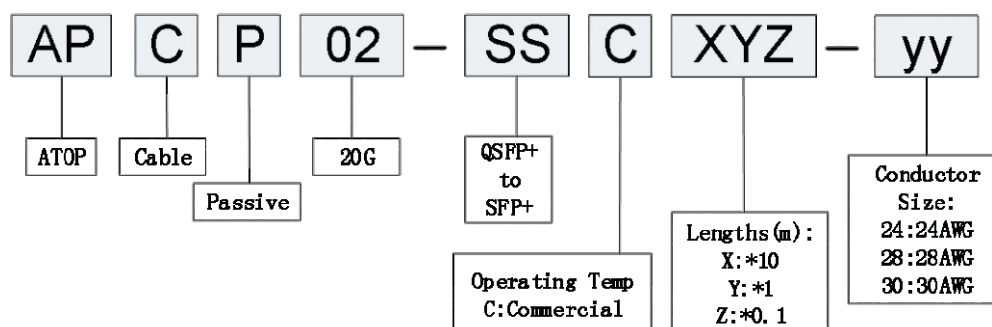 AP C P 02 - SS C XYZ - yy
ATOP
Cable
Passive
20G
QSFP+
to
SFP+
Operating Temp
C:Commercial
Lengths(m):
X:*10
Y:*1
Z:*0.1
Conductor
Size:
24:24AWG
28:28AWG
30:30AWG